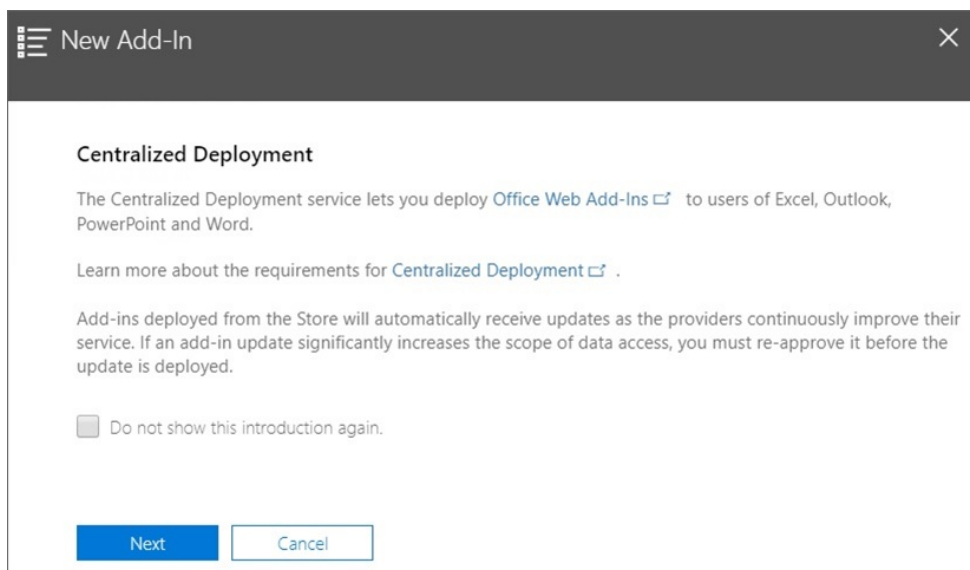 New Add-In
Centralized Deployment
The Centralized Deployment service lets you deploy Office Web Add-Ins to users of Excel, Outlook,
PowerPoint and Word.
Learn more about the requirements for Centralized Deployment .
Add-ins deployed from the Store will automatically receive updates as the providers continuously improve their
service. If an add-in update significantly increases the scope of data access, you must re-approve it before the
update is deployed.
Do not show this introduction again.
Next Cancel